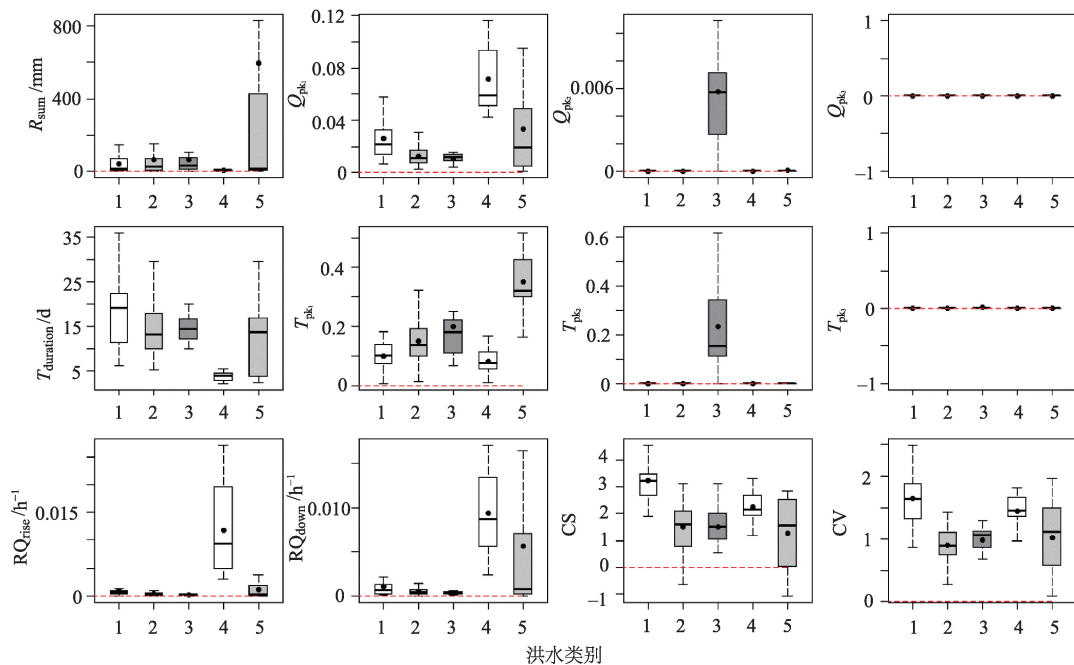 R_sum /mm
800
400
0
1 2 3 4 5
Q_pk₁
0.12
0.08
0.04
0
1 2 3 4 5
Q_pk₂
0.006
0
1 2 3 4 5
Q_pk₃
1
0
−1
1 2 3 4 5
T_duration /d
35
25
15
5
1 2 3 4 5
T_pk₁
0.4
0.2
0
1 2 3 4 5
T_pk₂
0.6
0.4
0.2
0
1 2 3 4 5
T_pk₃
1
0
−1
1 2 3 4 5
RQ_rise /h⁻¹
0.015
0
1 2 3 4 5
RQ_down /h⁻¹
0.010
0
1 2 3 4 5
CS
4
3
2
1
0
−1
1 2 3 4 5
CV
2
1
0
1 2 3 4 5
洪水类别